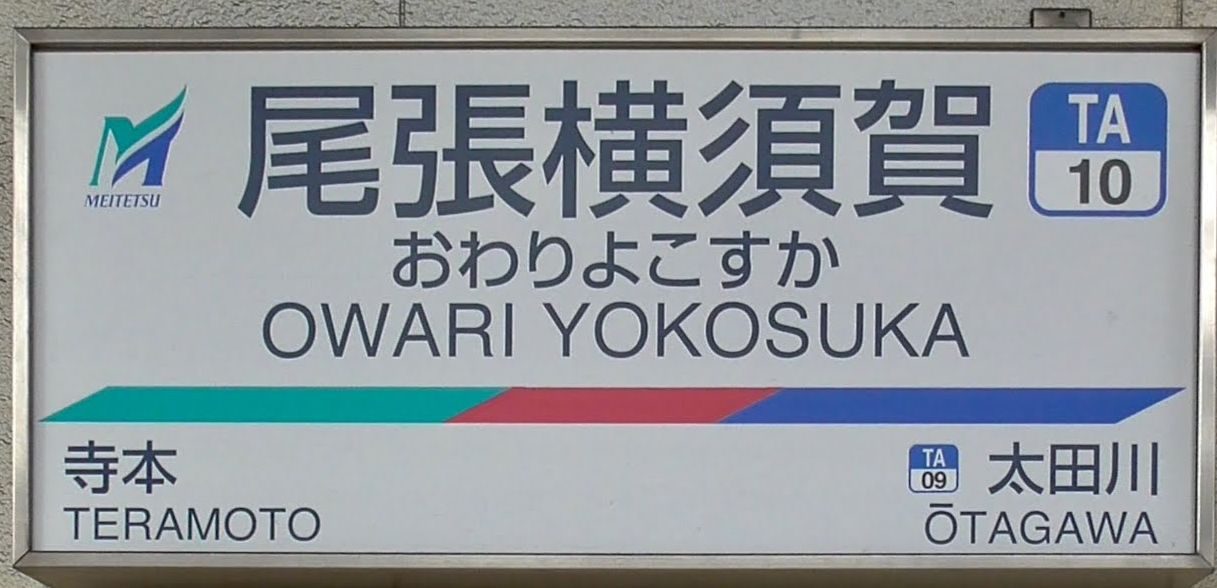 MEITETSU
尾張横須賀
TA
10
おわりよこすか
OWARI YOKOSUKA
寺本
TERAMOTO
TA
09
太田川
ŌTAGAWA